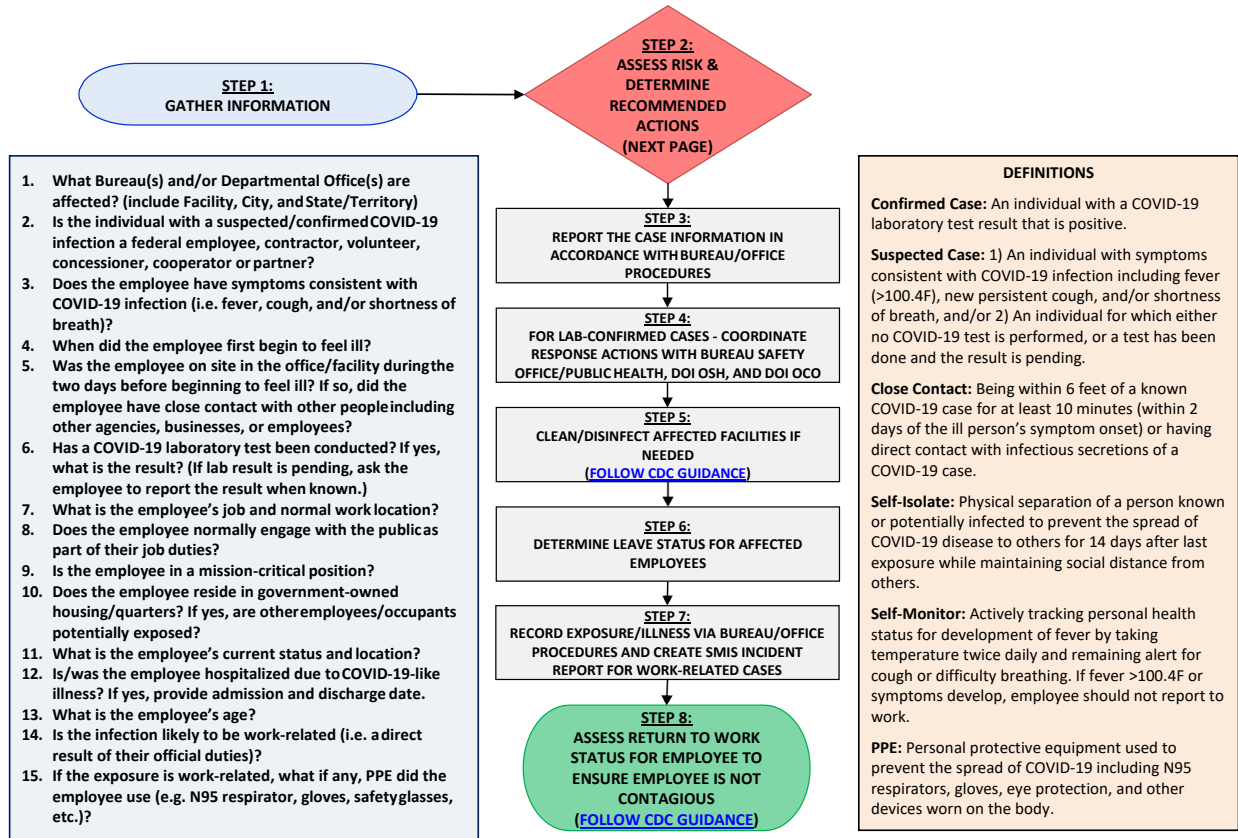 STEP 1:
GATHER INFORMATION
STEP 2:
ASSESS RISK &
DETERMINE
RECOMMENDED
ACTIONS
(NEXT PAGE)
1. What Bureau(s) and/or Departmental Office(s) are
affected? (include Facility, City, and State/Territory)
2. Is the individual with a suspected/confirmed COVID-19
infection a federal employee, contractor, volunteer,
concessioner, cooperator or partner?
3. Does the employee have symptoms consistent with
COVID-19 infection (i.e. fever, cough, and/or shortness of
breath)?
4. When did the employee first begin to feel ill?
5. Was the employee on site in the office/facility during the
two days before beginning to feel ill? If so, did the
employee have close contact with other people including
other agencies, businesses, or employees?
6. Has a COVID-19 laboratory test been conducted? If yes,
what is the result? (If lab result is pending, ask the
employee to report the result when known.)
7. What is the employee's job and normal work location?
8. Does the employee normally engage with the public as
part of their job duties?
9. Is the employee in a mission-critical position?
10. Does the employee reside in government-owned
housing/quarters? If yes, are other employees/occupants
potentially exposed?
11. What is the employee's current status and location?
12. Is/was the employee hospitalized due to COVID-19-like
illness? If yes, provide admission and discharge date.
13. What is the employee's age?
14. Is the infection likely to be work-related (i.e. a direct
result of their official duties)?
15. If the exposure is work-related, what if any, PPE did the
employee use (e.g. N95 respirator, gloves, safety glasses,
etc.)?
STEP 3:
REPORT THE CASE INFORMATION IN
ACCORDANCE WITH BUREAU/OFFICE
PROCEDURES
STEP 4:
FOR LAB-CONFIRMED CASES - COORDINATE
RESPONSE ACTIONS WITH BUREAU SAFETY
OFFICE/PUBLIC HEALTH, DOI OSH, AND DOI OCO
STEP 5:
CLEAN/DISINFECT AFFECTED FACILITIES IF
NEEDED
(FOLLOW CDC GUIDANCE)
STEP 6:
DETERMINE LEAVE STATUS FOR AFFECTED
EMPLOYEES
STEP 7:
RECORD EXPOSURE/ILLNESS VIA BUREAU/OFFICE
PROCEDURES AND CREATE SMIS INCIDENT
REPORT FOR WORK-RELATED CASES
STEP 8:
ASSESS RETURN TO WORK
STATUS FOR EMPLOYEE TO
ENSURE EMPLOYEE IS NOT
CONTAGIOUS
(FOLLOW CDC GUIDANCE)
DEFINITIONS
Confirmed Case: An individual with a COVID-19
laboratory test result that is positive.
Suspected Case: 1) An individual with symptoms
consistent with COVID-19 infection including fever
(>100.4F), new persistent cough, and/or shortness
of breath, and/or 2) An individual for which either
no COVID-19 test is performed, or a test has been
done and the result is pending.
Close Contact: Being within 6 feet of a known
COVID-19 case for at least 10 minutes (within 2
days of the ill person's symptom onset) or having
direct contact with infectious secretions of a
COVID-19 case.
Self-Isolate: Physical separation of a person known
or potentially infected to prevent the spread of
COVID-19 disease to others for 14 days after last
exposure while maintaining social distance from
others.
Self-Monitor: Actively tracking personal health
status for development of fever by taking
temperature twice daily and remaining alert for
cough or difficulty breathing. If fever >100.4F or
symptoms develop, employee should not report to
work.
PPE: Personal protective equipment used to
prevent the spread of COVID-19 including N95
respirators, gloves, eye protection, and other
devices worn on the body.